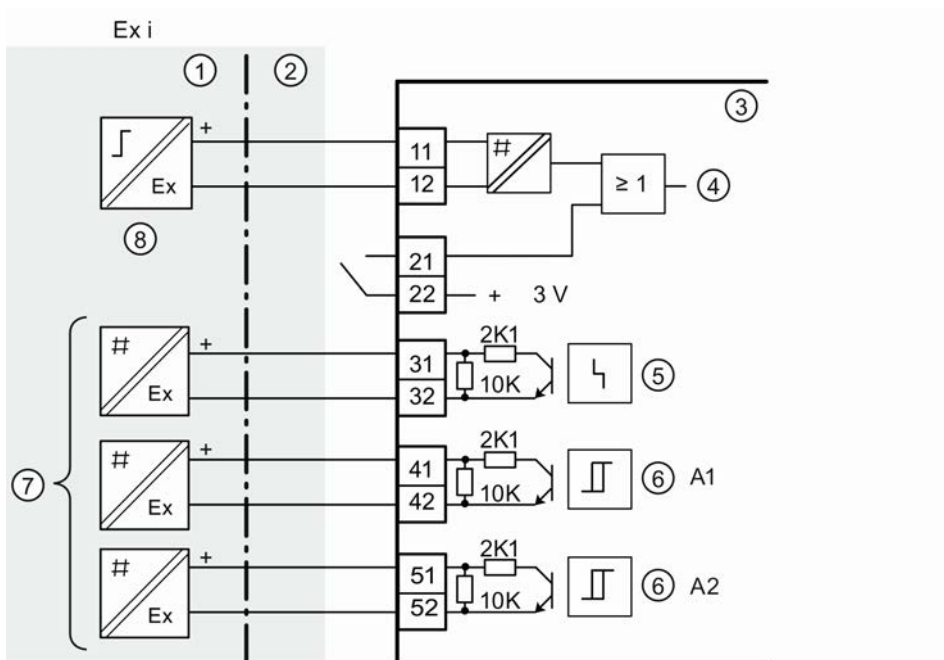 Ex i
① ②
③
+
Ex
⑧
11
12
# 
≥ 1
④
21
22
+ 3 V
#
+
Ex
31
32
2K1
10K
⑤
⑦
#
+
Ex
41
42
2K1
10K
⑥ A1
#
+
Ex
51
52
2K1
10K
⑥ A2